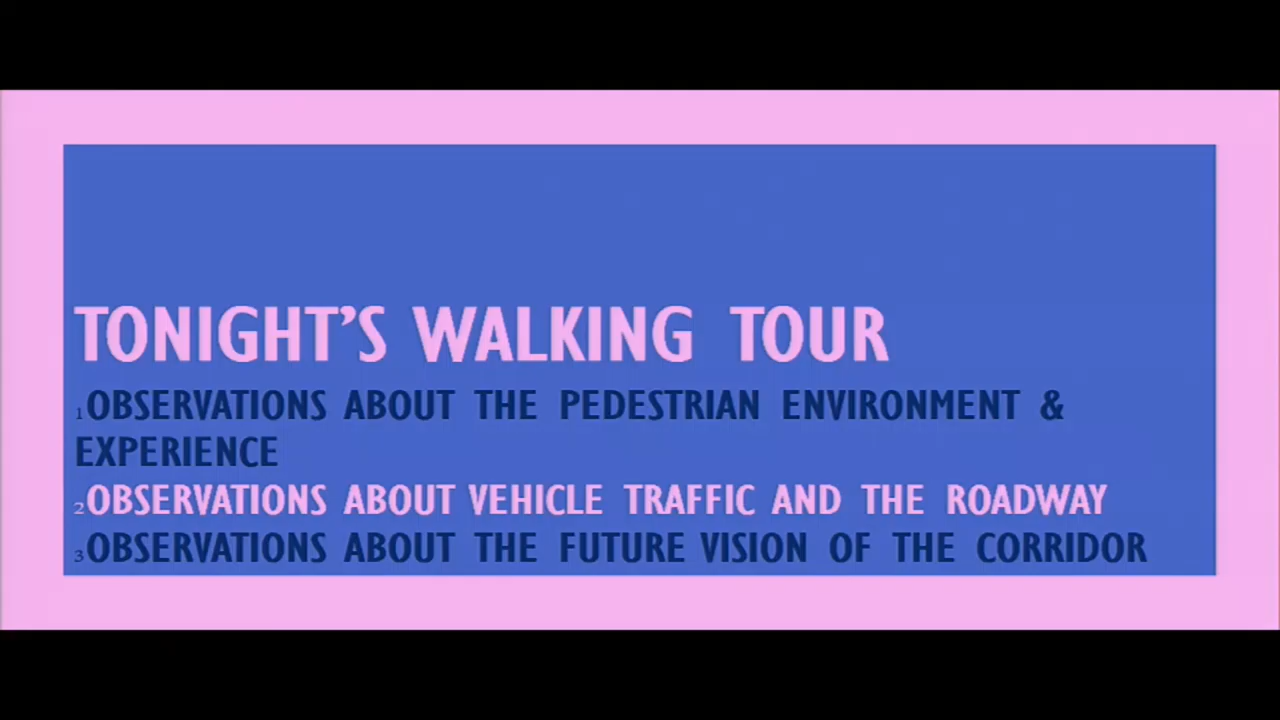 TONIGHT’S WALKING TOUR
1OBSERVATIONS ABOUT THE PEDESTRIAN ENVIRONMENT &
EXPERIENCE
2OBSERVATIONS ABOUT VEHICLE TRAFFIC AND THE ROADWAY
3OBSERVATIONS ABOUT THE FUTURE VISION OF THE CORRIDOR